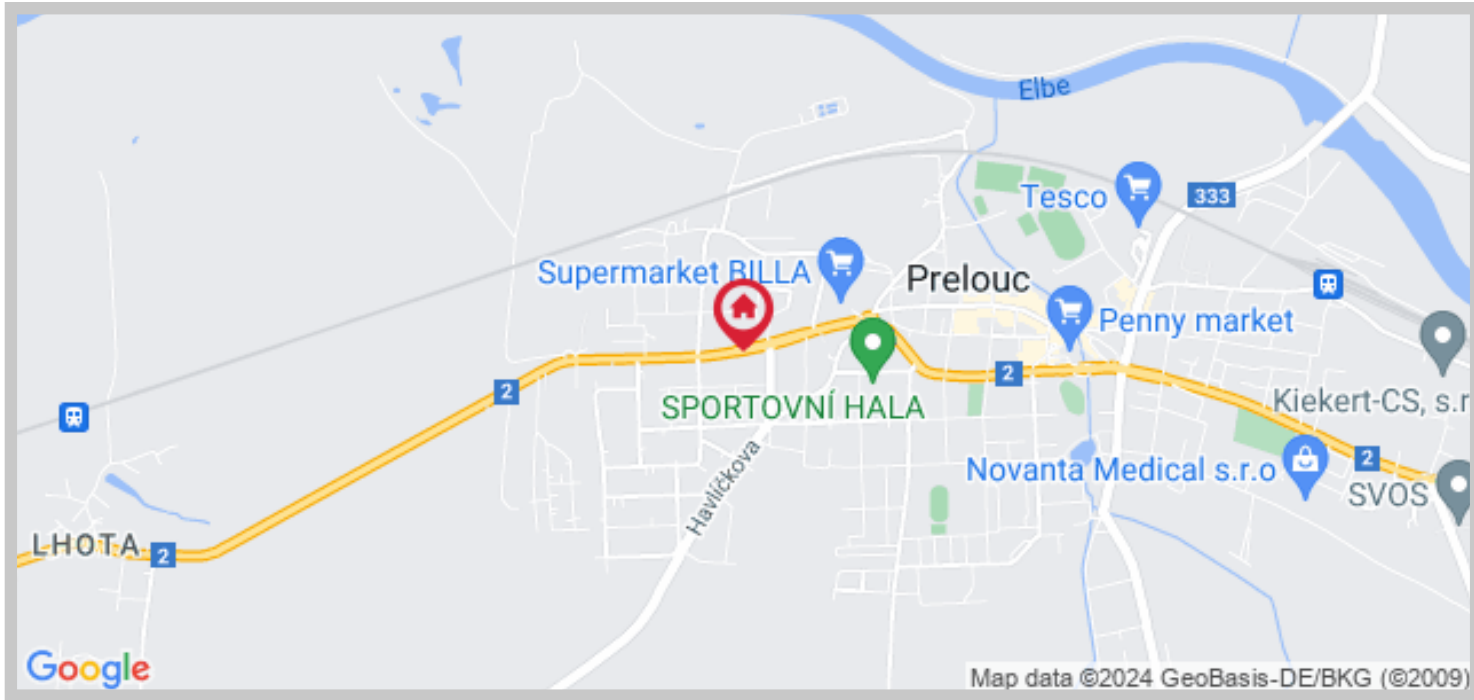 Elbe
Tesco
333
Supermarket BILLA
Prelouc
Penny market
2
2
Kiekert-CS, s.r
SPORTOVNÍ HALA
Havlíčkova
Novanta Medical s.r.o
2
SVOS
LHOTA
2
Google
Map data ©2024 GeoBasis-DE/BKG (©2009)